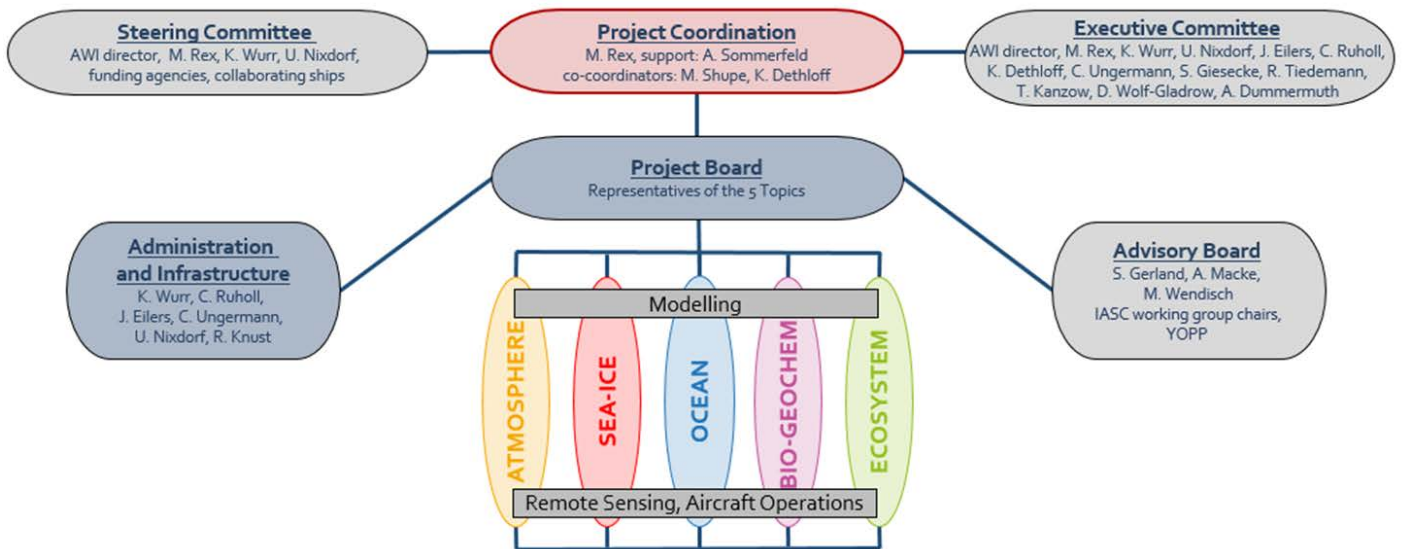 Steering Committee
AWI director, M. Rex, K. Wurr, U. Nixdorf,
funding agencies, collaborating ships
Project Coordination
M. Rex, support: A. Sommerfeld
co-coordinators: M. Shupe, K. Dethloff
Executive Committee
AWI director, M. Rex, K. Wurr, U. Nixdorf, J. Eilers, C. Ruholl,
K. Dethloff, C. Ungermann, S. Giesecke, R. Tiedemann,
T. Kanzow, D. Wolf-Gladrow, A. Dummermuth
Project Board
Representatives of the 5 Topics
Administration
and Infrastructure
K. Wurr, C. Ruholl,
J. Eilers, C. Ungermann,
U. Nixdorf, R. Knust
Advisory Board
S. Gerland, A. Macke,
M. Wendisch
IASC working group chairs,
YOPP
Modelling
ATMOSPHERE
SEA-ICE
OCEAN
BIO-GEOCHEM
ECOSYSTEM
Remote Sensing, Aircraft Operations